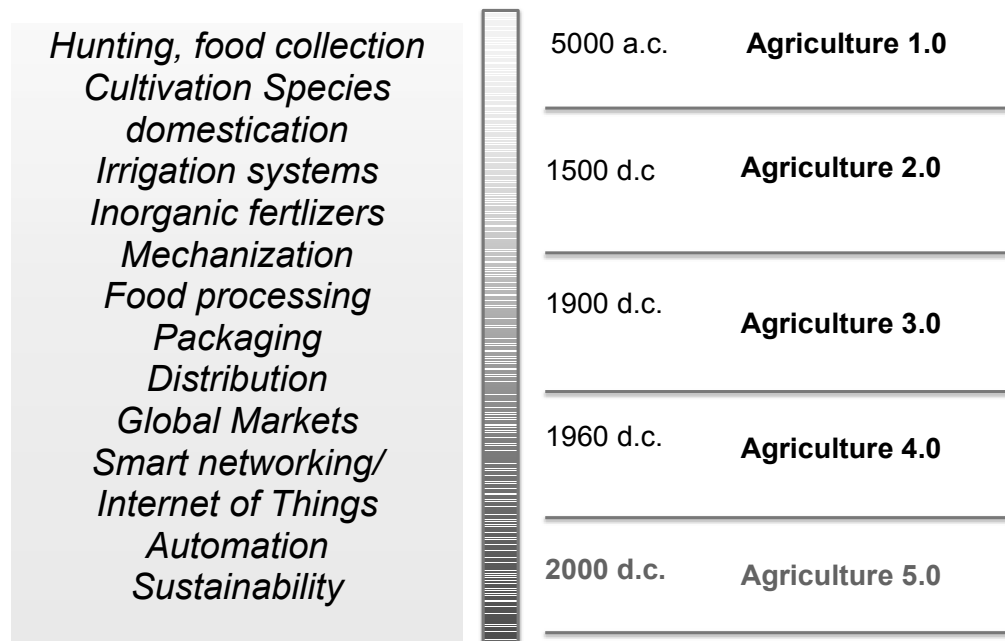 Hunting, food collection
Cultivation Species
domestication
Irrigation systems
Inorganic fertlizers
Mechanization
Food processing
Packaging
Distribution
Global Markets
Smart networking/
Internet of Things
Automation
Sustainability
5000 a.c. Agriculture 1.0
1500 d.c Agriculture 2.0
1900 d.c. Agriculture 3.0
1960 d.c. Agriculture 4.0
2000 d.c. Agriculture 5.0